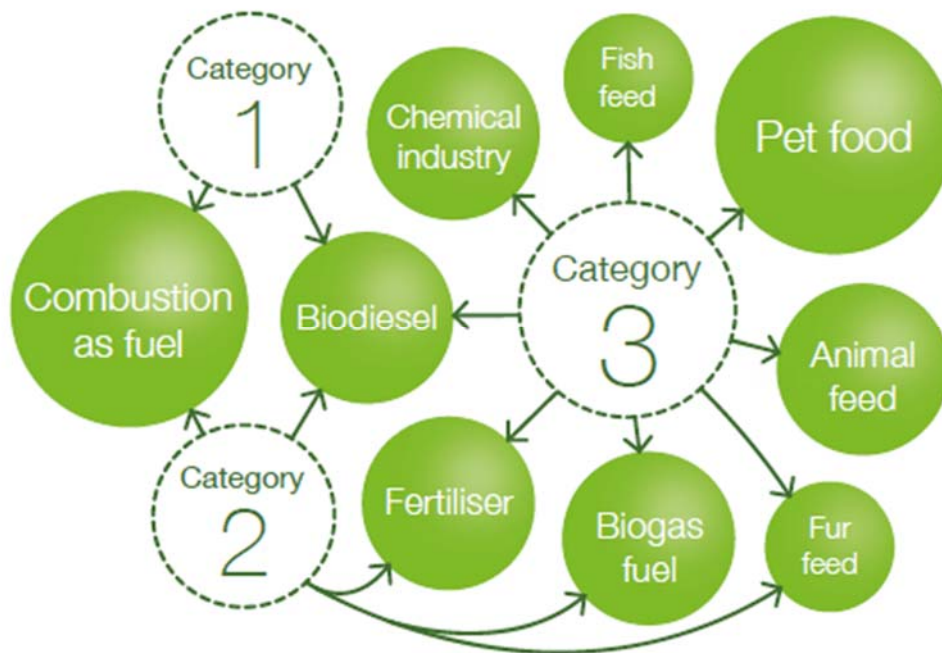 Category
1
Chemical
industry
Fish
feed
Pet food
Combustion
as fuel
Biodiesel
Category
3
Animal
feed
Category
2
Fertiliser
Biogas
fuel
Fur
feed